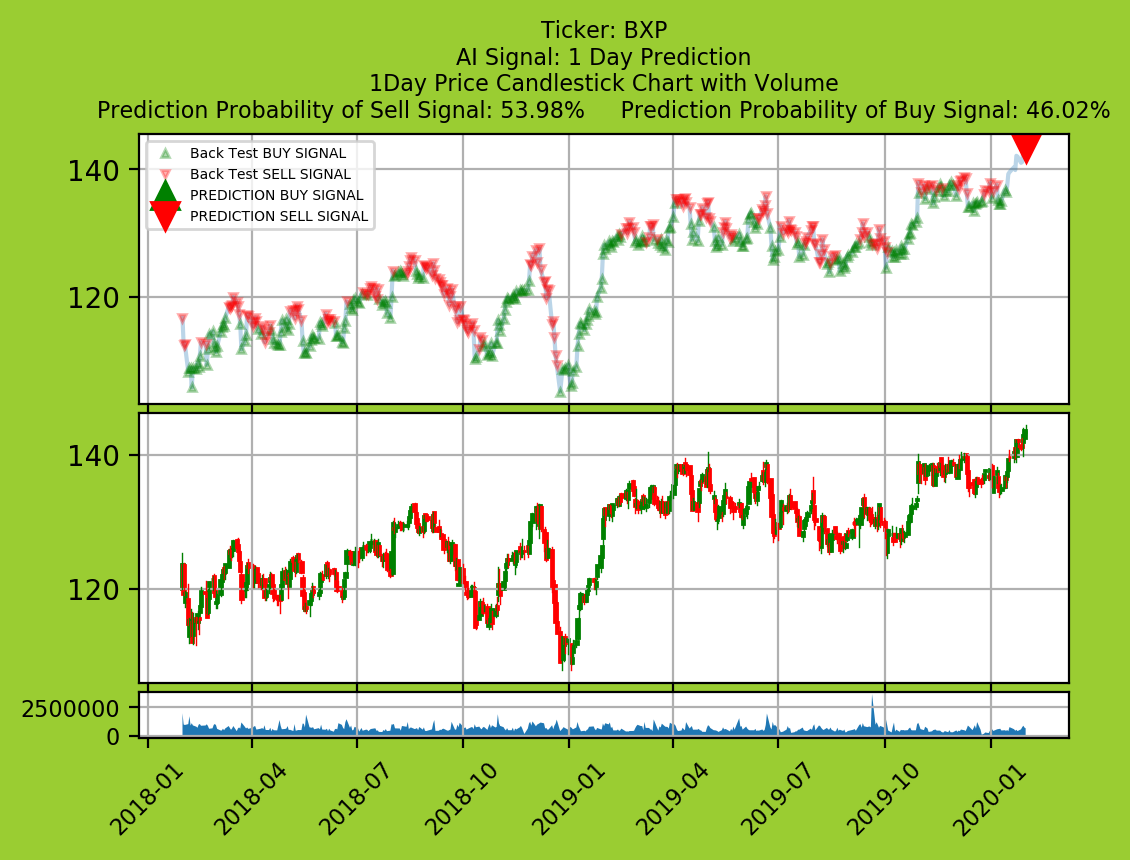 Ticker: BXP
AI Signal: 1 Day Prediction
1Day Price Candlestick Chart with Volume
Prediction Probability of Sell Signal: 53.98%     Prediction Probability of Buy Signal: 46.02%
Back Test BUY SIGNAL
Back Test SELL SIGNAL
PREDICTION BUY SIGNAL
PREDICTION SELL SIGNAL
140
120
140
120
2500000
0
2018-01
2018-04
2018-07
2018-10
2019-01
2019-04
2019-07
2019-10
2020-01